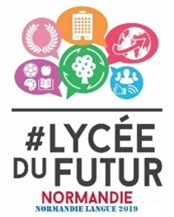 #LYCÉE
DU FUTUR
NORMANDIE
NORMANDIE LANGUE 2019